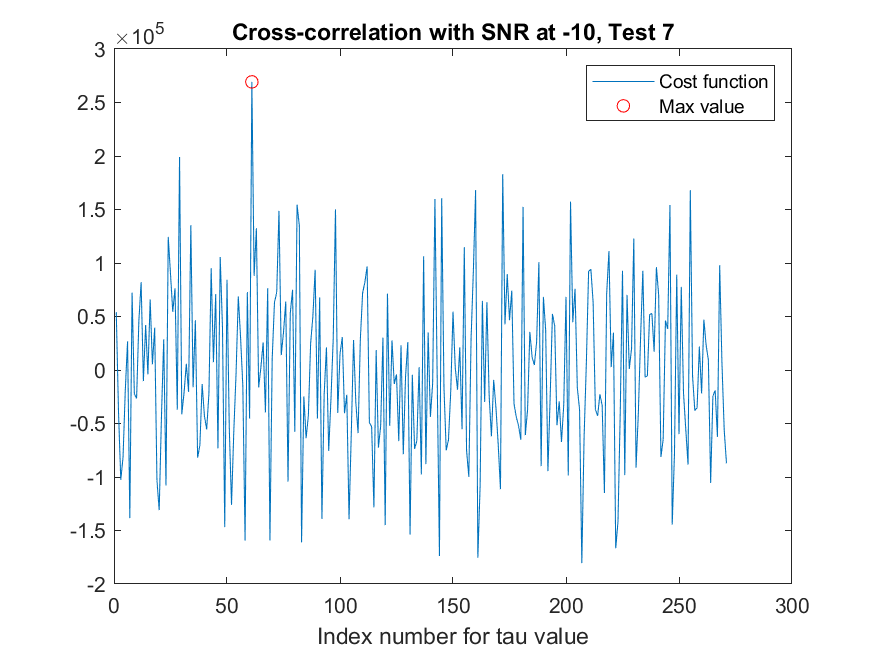 Cross-correlation with SNR at -10, Test 7
×10⁵
3
2.5
2
1.5
1
0.5
0
-0.5
-1
-1.5
-2
Cost function
Max value
0 50 100 150 200 250 300
Index number for tau value